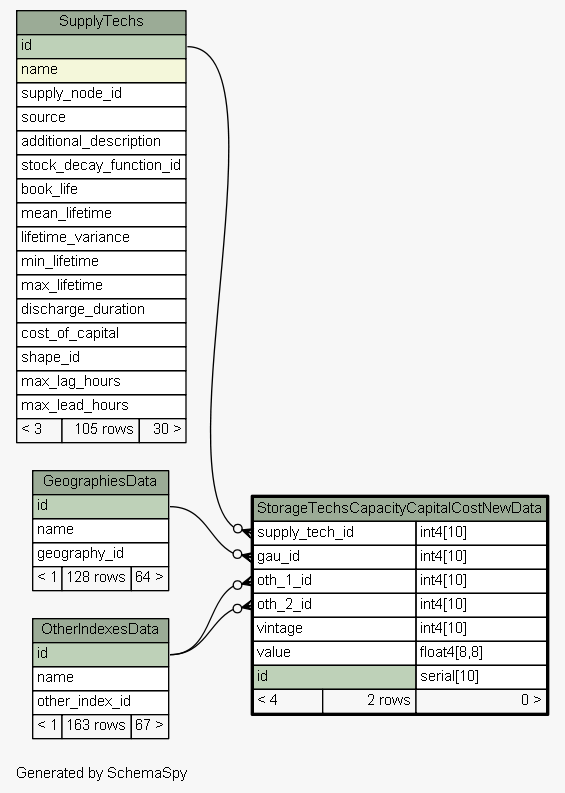 SupplyTechs
id
name
supply_node_id
source
additional_description
stock_decay_function_id
book_life
mean_lifetime
lifetime_variance
min_lifetime
max_lifetime
discharge_duration
cost_of_capital
shape_id
max_lag_hours
max_lead_hours
< 3 105 rows 30 >
GeographiesData
id
name
geography_id
< 1 128 rows 64 >
OtherIndexesData
id
name
other_index_id
< 1 163 rows 67 >
StorageTechsCapacityCapitalCostNewData
supply_tech_id int4[10]
gau_id int4[10]
oth_1_id int4[10]
oth_2_id int4[10]
vintage int4[10]
value float4[8,8]
id serial[10]
< 4 2 rows 0 >
Generated by SchemaSpy